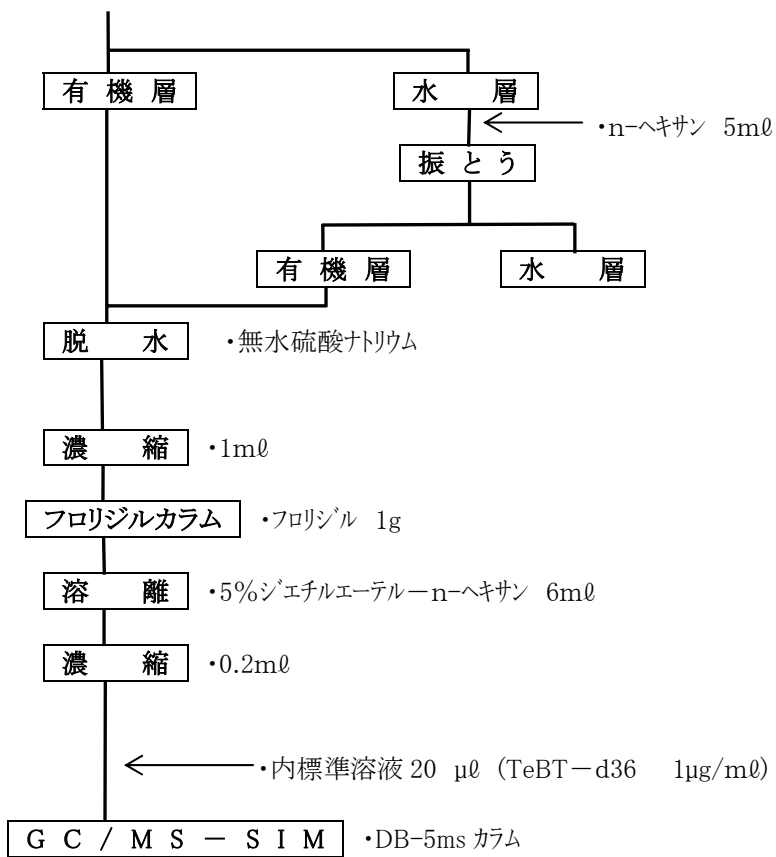 有機層
水　層
・n-ヘキサン 5mℓ
振とう
有機層
水　層
脱　水 ・無水硫酸ナトリウム
濃　縮 ・1mℓ
フロリジルカラム ・フロリジル 1g
溶　離 ・5%ジエチルエーテル－n-ヘキサン 6mℓ
濃　縮 ・0.2mℓ
・内標準溶液 20 μℓ (TeBT－d36　1μg/mℓ)
GC/MS－SIM ・DB-5ms カラム